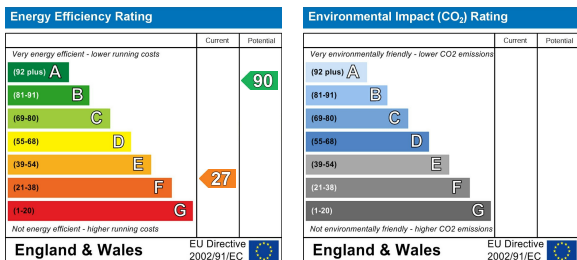 Energy Efficiency Rating
Current Potential
Very energy efficient - lower running costs
(92 plus) A
(81-91) B
(69-80) C
(55-68) D
(39-54) E
(21-38) F
(1-20) G
90
27
Not energy efficient - higher running costs
England & Wales
EU Directive
2002/91/EC
Environmental Impact (CO₂) Rating
Current Potential
Very environmentally friendly - lower CO2 emissions
(92 plus) A
(81-91) B
(69-80) C
(55-68) D
(39-54) E
(21-38) F
(1-20) G
Not environmentally friendly - higher CO2 emissions
England & Wales
EU Directive
2002/91/EC